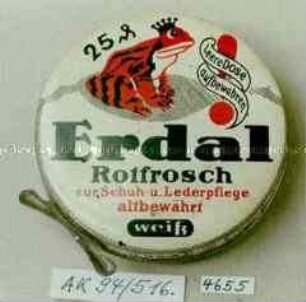 25 ₰
leere Dose
aufbewahren
Erdal
Rotfrosch
zur Schuh-u. Lederpflege
altbewährt
weiß
AK 94/516.
4655